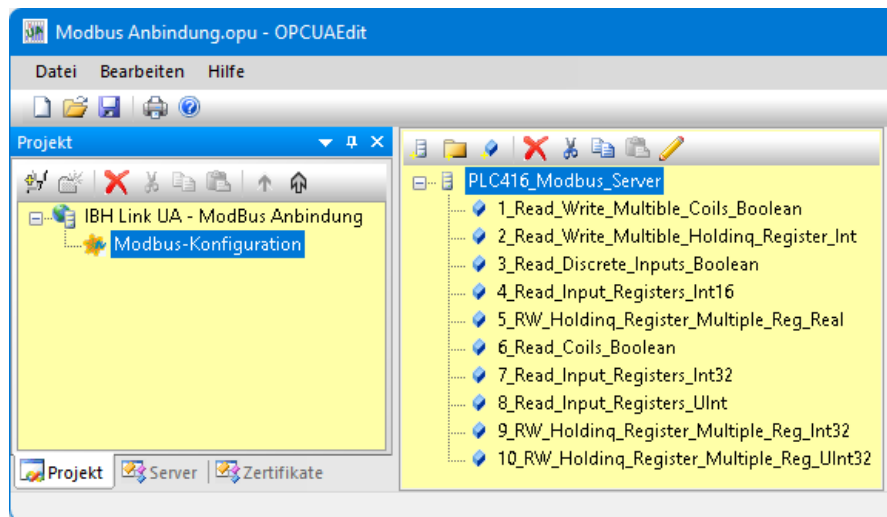 Modbus Anbindung.opu - OPCUAEdit
Datei Bearbeiten Hilfe
Projekt
IBH Link UA - ModBus Anbindung
Modbus-Konfiguration
Projekt Server Zertifikate
PLC416_Modbus_Server
1_Read_Write_Multible_Coils_Boolean
2_Read_Write_Multible_Holding_Register_Int
3_Read_Discrete_Inputs_Boolean
4_Read_Input_Registers_Int16
5_RW_Holding_Register_Multiple_Reg_Real
6_Read_Coils_Boolean
7_Read_Input_Registers_Int32
8_Read_Input_Registers_UInt
9_RW_Holding_Register_Multiple_Reg_Int32
10_RW_Holding_Register_Multiple_Reg_UInt32